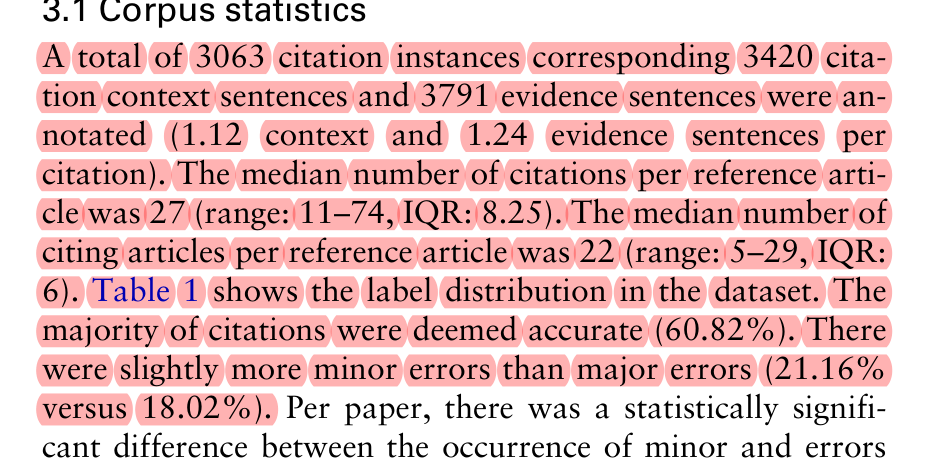 3.1 Corpus statistics
A total of 3063 citation instances corresponding 3420 cita-
tion context sentences and 3791 evidence sentences were an-
notated (1.12 context and 1.24 evidence sentences per
citation). The median number of citations per reference arti-
cle was 27 (range: 11–74, IQR: 8.25). The median number of
citing articles per reference article was 22 (range: 5–29, IQR:
6). Table 1 shows the label distribution in the dataset. The
majority of citations were deemed accurate (60.82%). There
were slightly more minor errors than major errors (21.16%
versus 18.02%). Per paper, there was a statistically signifi-
cant difference between the occurrence of minor and errors